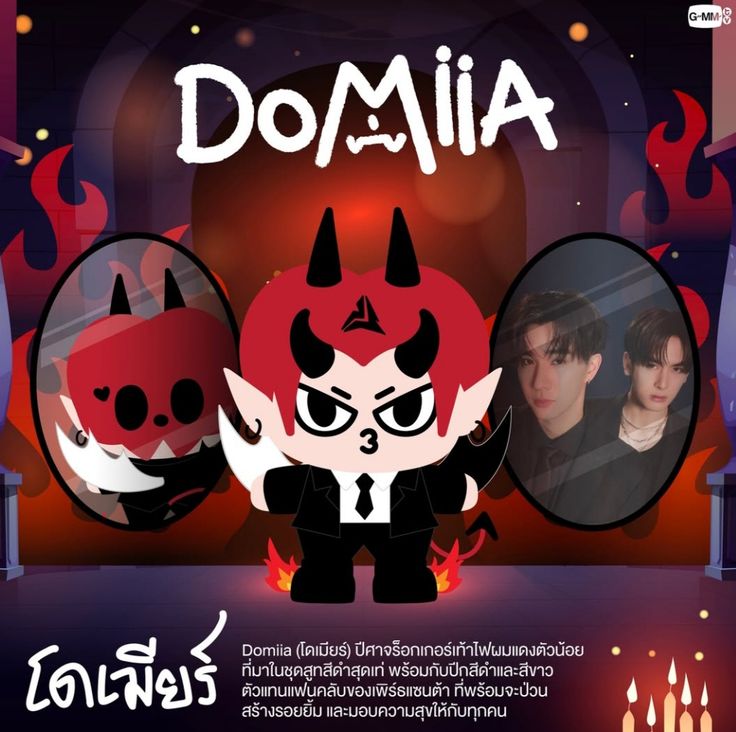 GMMTV
DOMiiA
โดเมียร์
Domiia (โดเมียร์) ปีศาจร็อกเกอร์เท้าไฟผมแดงตัวน้อย
ที่มาในชุดสูทสีดำสุดเท่ พร้อมกับปีกสีดำและสีขาว
ตัวแทนแฟนคลับของเพิร์ธแซนต้า ที่พร้อมจะป่วน
สร้างรอยยิ้ม และมอบความสุขให้กับทุกคน